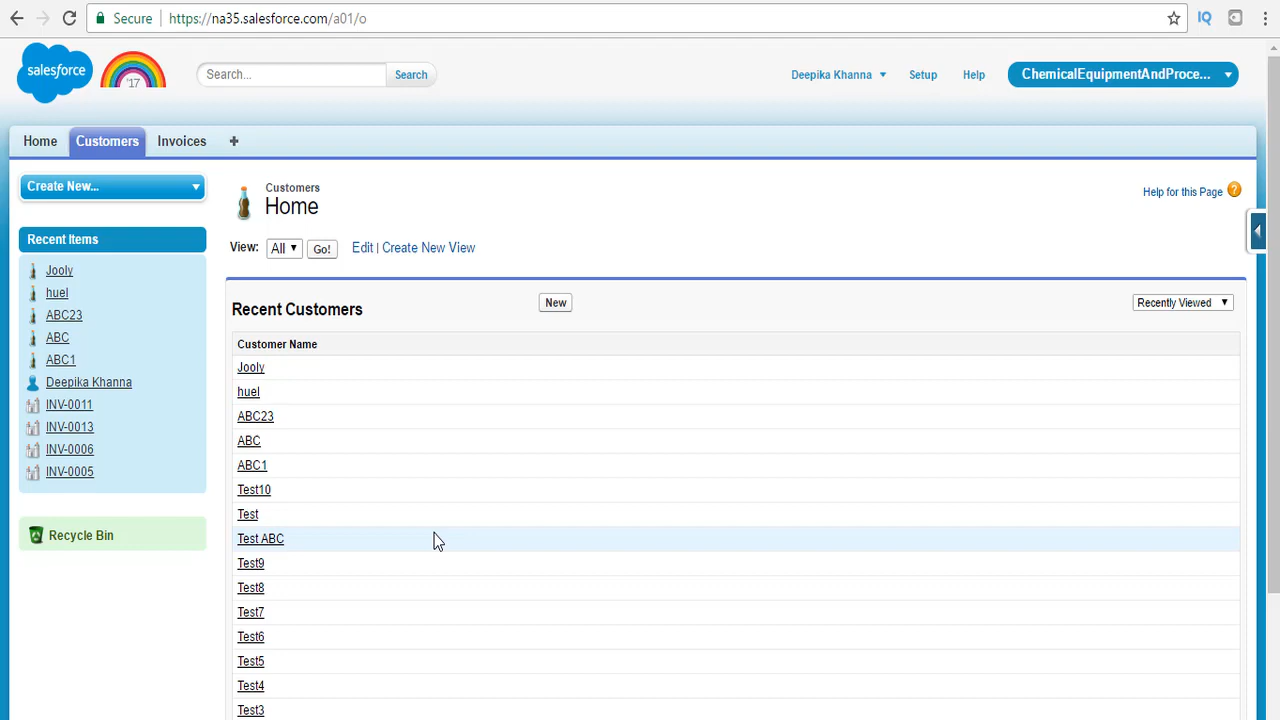 Secure https://na35.salesforce.com/a01/o
IQ
salesforce
'17
Search...
Search
Deepika Khanna
Setup
Help
ChemicalEquipmentAndProce...
Home
Customers
Invoices
Create New...
Recent Items
Jooly
huel
ABC23
ABC
ABC1
Deepika Khanna
INV-0011
INV-0013
INV-0006
INV-0005
Recycle Bin
Customers
Home
Help for this Page ?
View: All Go! Edit | Create New View
Recent Customers
New
Recently Viewed
Customer Name
Jooly
huel
ABC23
ABC
ABC1
Test10
Test
Test ABC
Test9
Test8
Test7
Test6
Test5
Test4
Test3